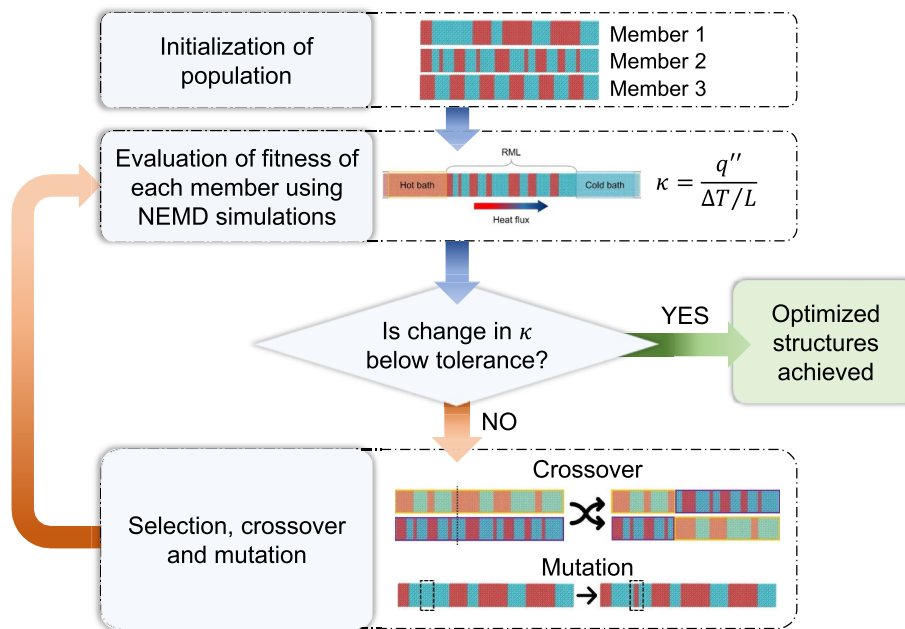 Initialization of
population
Member 1
Member 2
Member 3
Evaluation of fitness of
each member using
NEMD simulations
RML
Hot bath
Cold bath
Heat flux
κ = q′′ / ΔT/L
Is change in κ
below tolerance?
YES
Optimized
structures
achieved
NO
Selection, crossover
and mutation
Crossover
Mutation